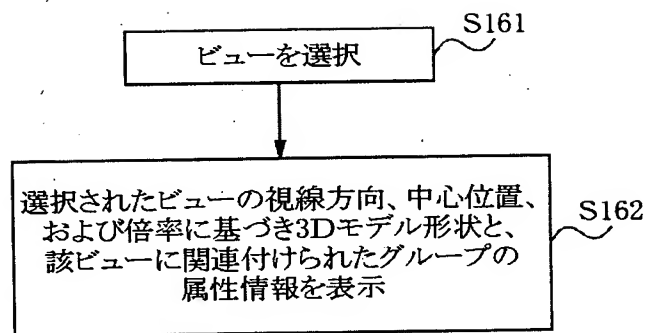 S161
ビューを選択
選択されたビューの視線方向、中心位置、
および倍率に基づき3Dモデル形状と、
該ビューに関連付けられたグループの
属性情報を表示
S162